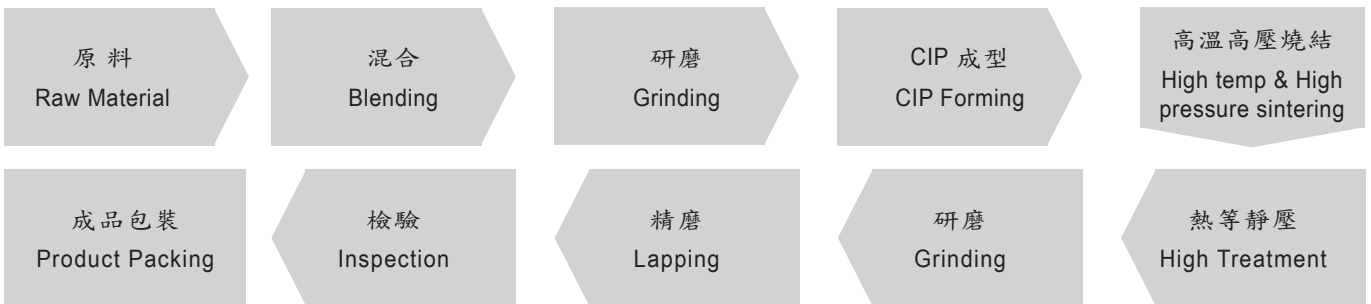 原料
Raw Material
混合
Blending
研磨
Grinding
CIP 成型
CIP Forming
高溫高壓燒結
High temp & High
pressure sintering
熱等靜壓
High Treatment
研磨
Grinding
精磨
Lapping
檢驗
Inspection
成品包裝
Product Packing